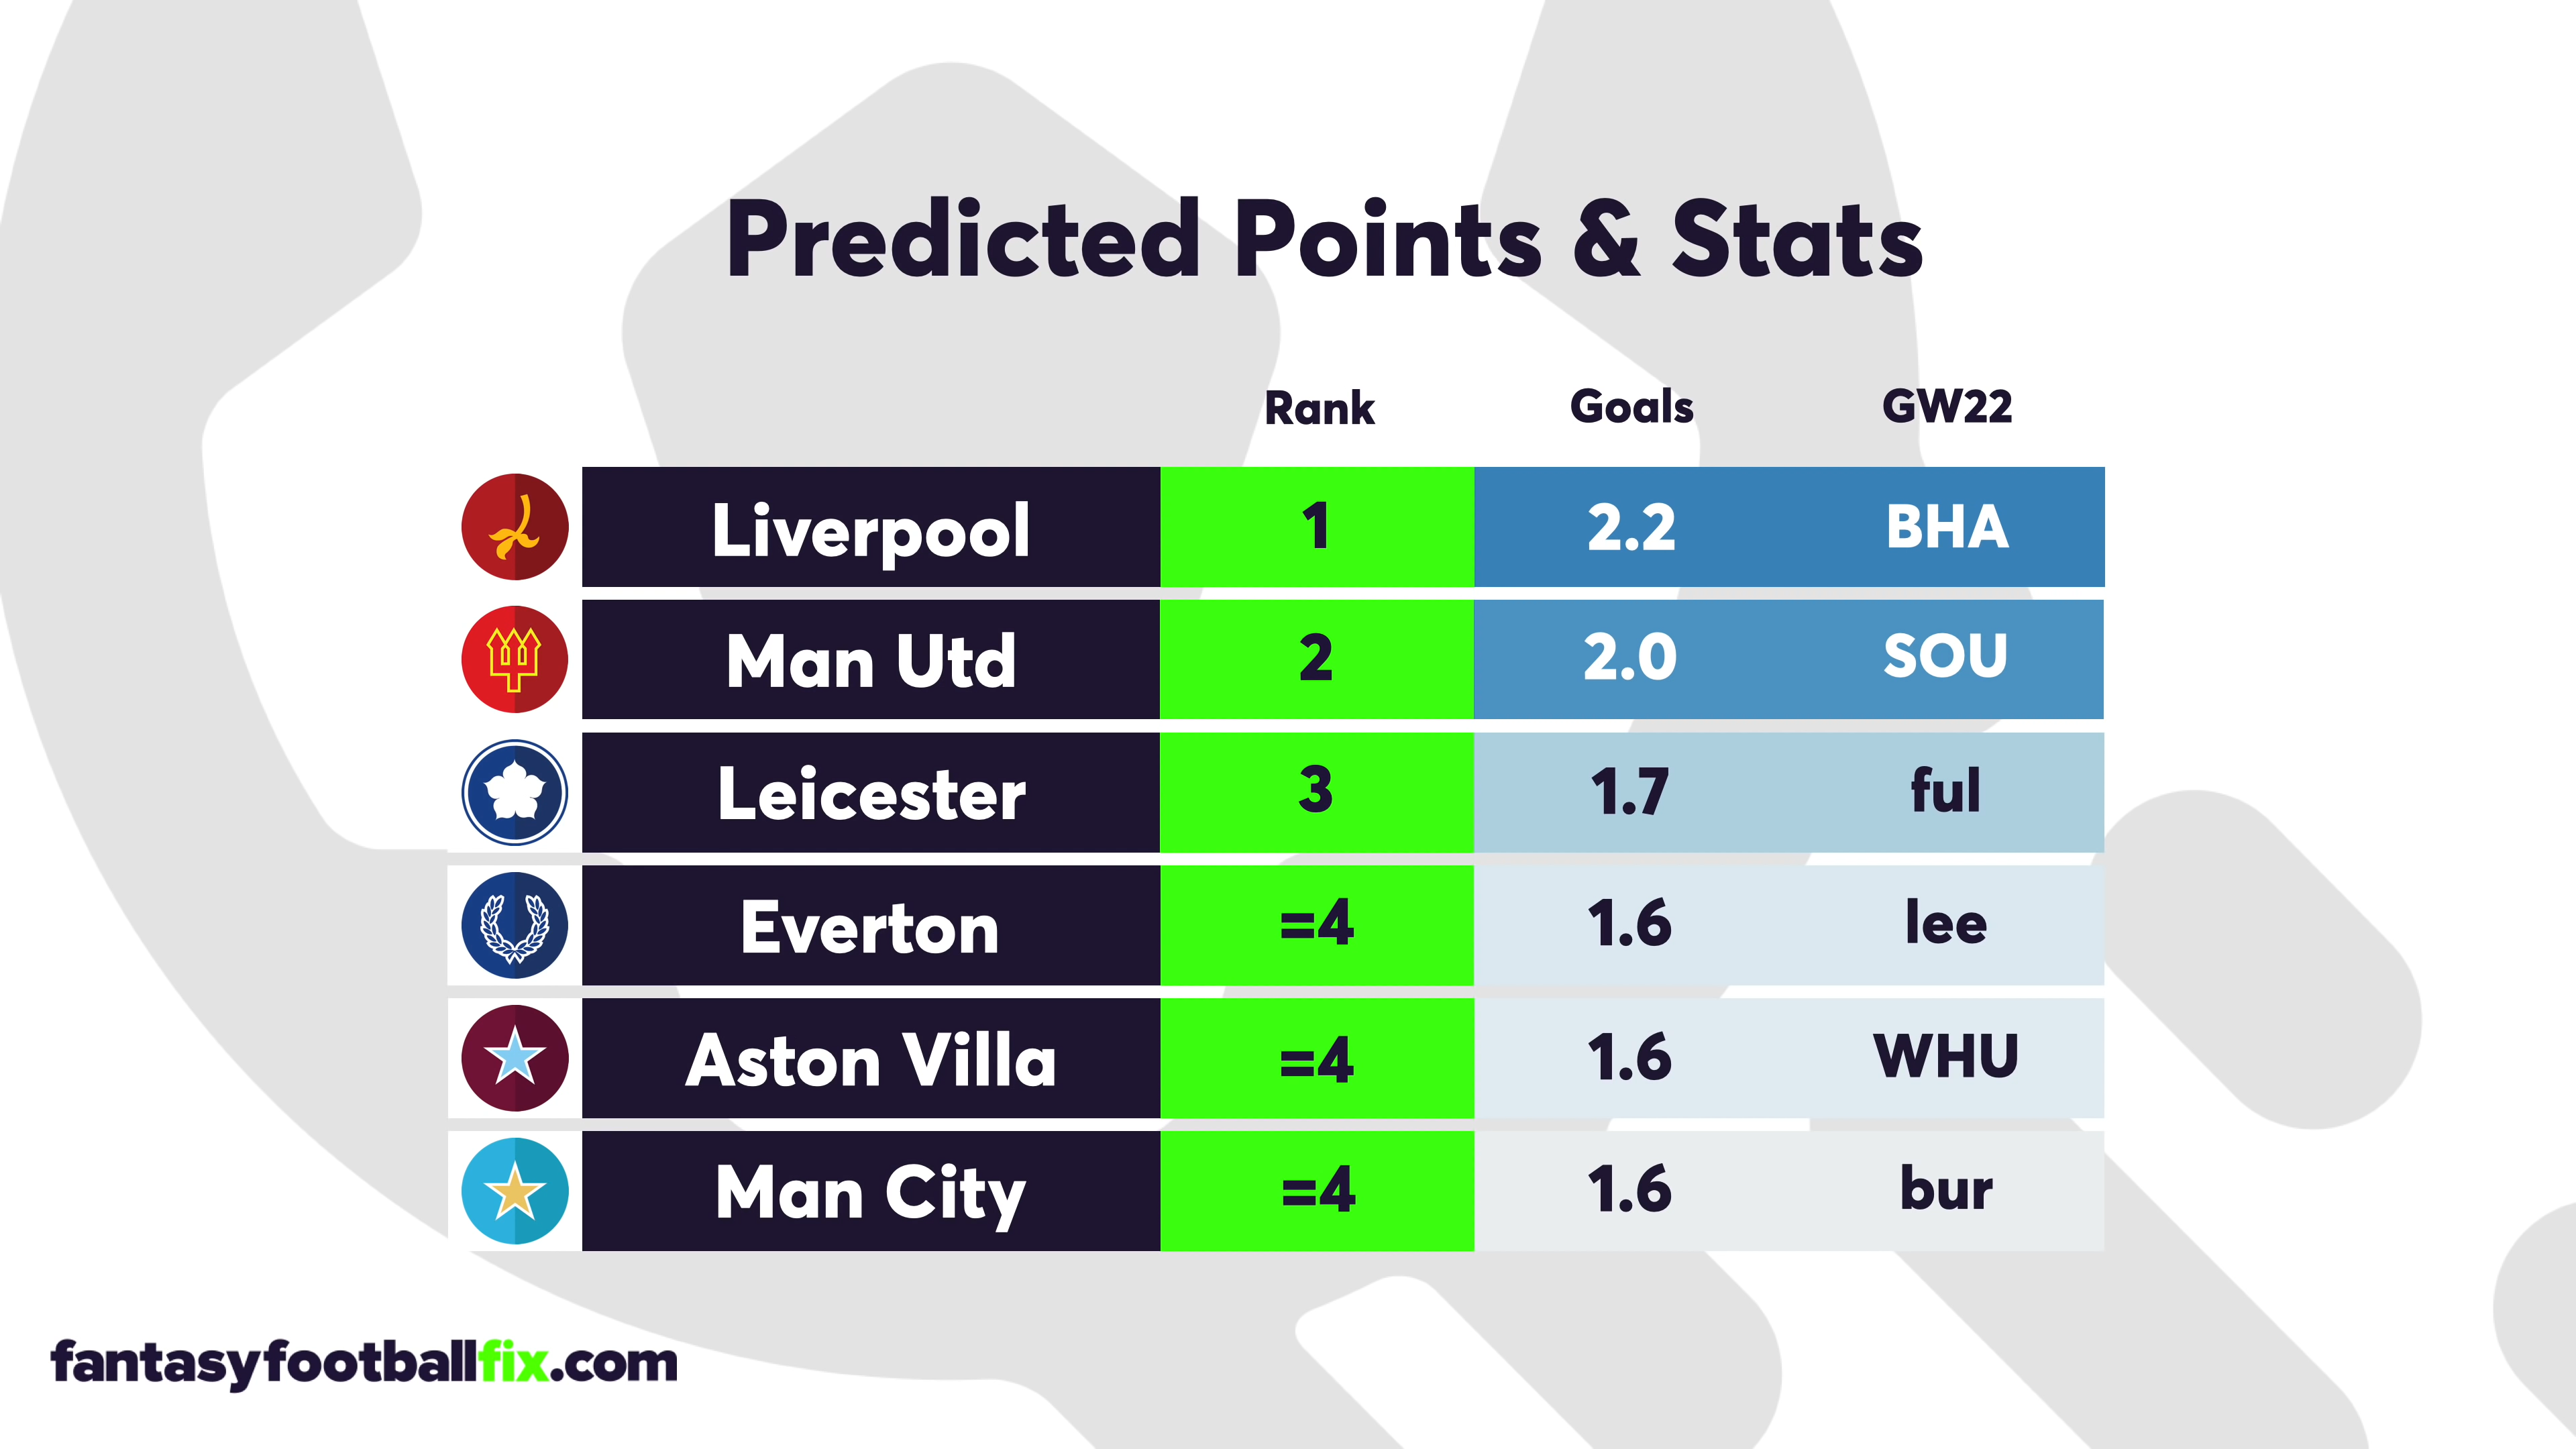 Predicted Points & Stats
Rank Goals GW22
Liverpool 1 2.2 BHA
Man Utd 2 2.0 SOU
Leicester 3 1.7 ful
Everton =4 1.6 lee
Aston Villa =4 1.6 WHU
Man City =4 1.6 bur
fantasyfootballfix.com